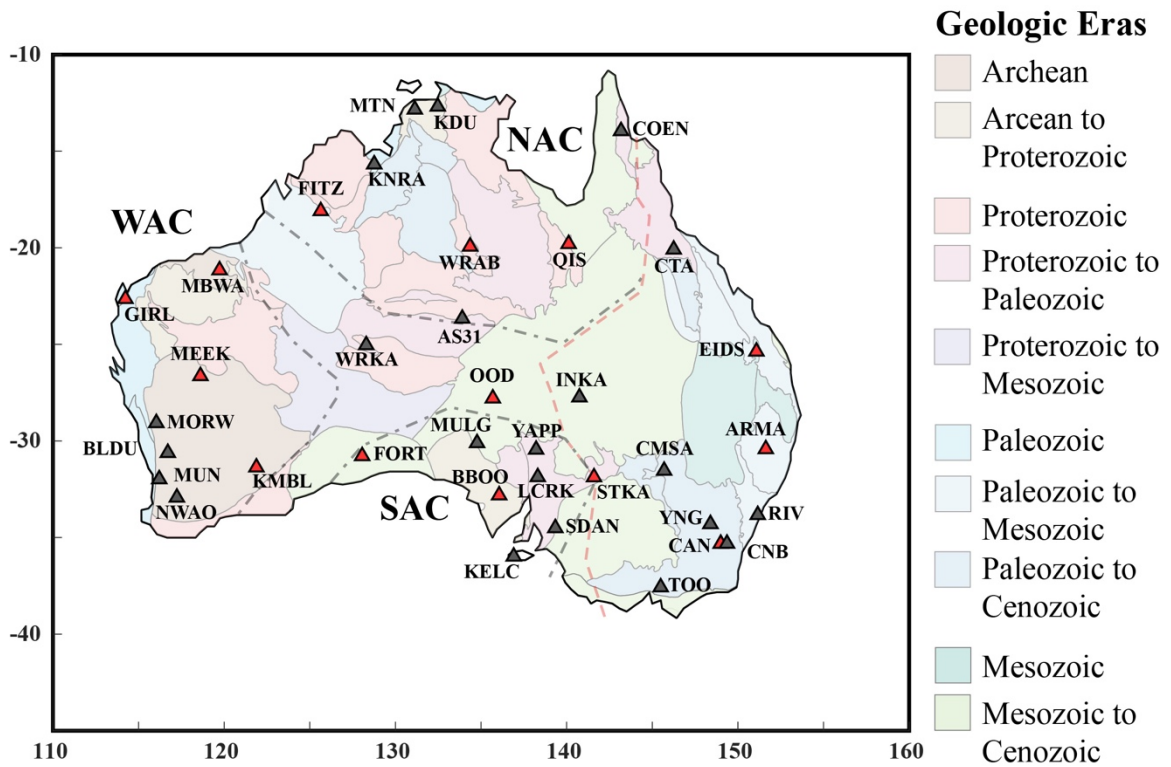 Geologic Eras
-10
-20
-30
-40
110
120
130
140
150
160
MTN
KDU
NAC
COEN
KNRA
FITZ
WAC
WRAB
QIS
CTA
MBWA
GIRL
AS31
WRKA
MEEK
EIDS
OOD
INKA
MORW
MULG
YAPP
ARMA
BLDU
FORT
CMSA
MUN
KMBL
BBOO
LCRK
STKA
NWAO
SAC
SDAN
YNG
RIV
CAN
CNB
KELC
TOO
Archean
Arcean to
Proterozoic
Proterozoic
Proterozoic to
Paleozoic
Proterozoic to
Mesozoic
Paleozoic
Paleozoic to
Mesozoic
Paleozoic to
Cenozoic
Mesozoic
Mesozoic to
Cenozoic